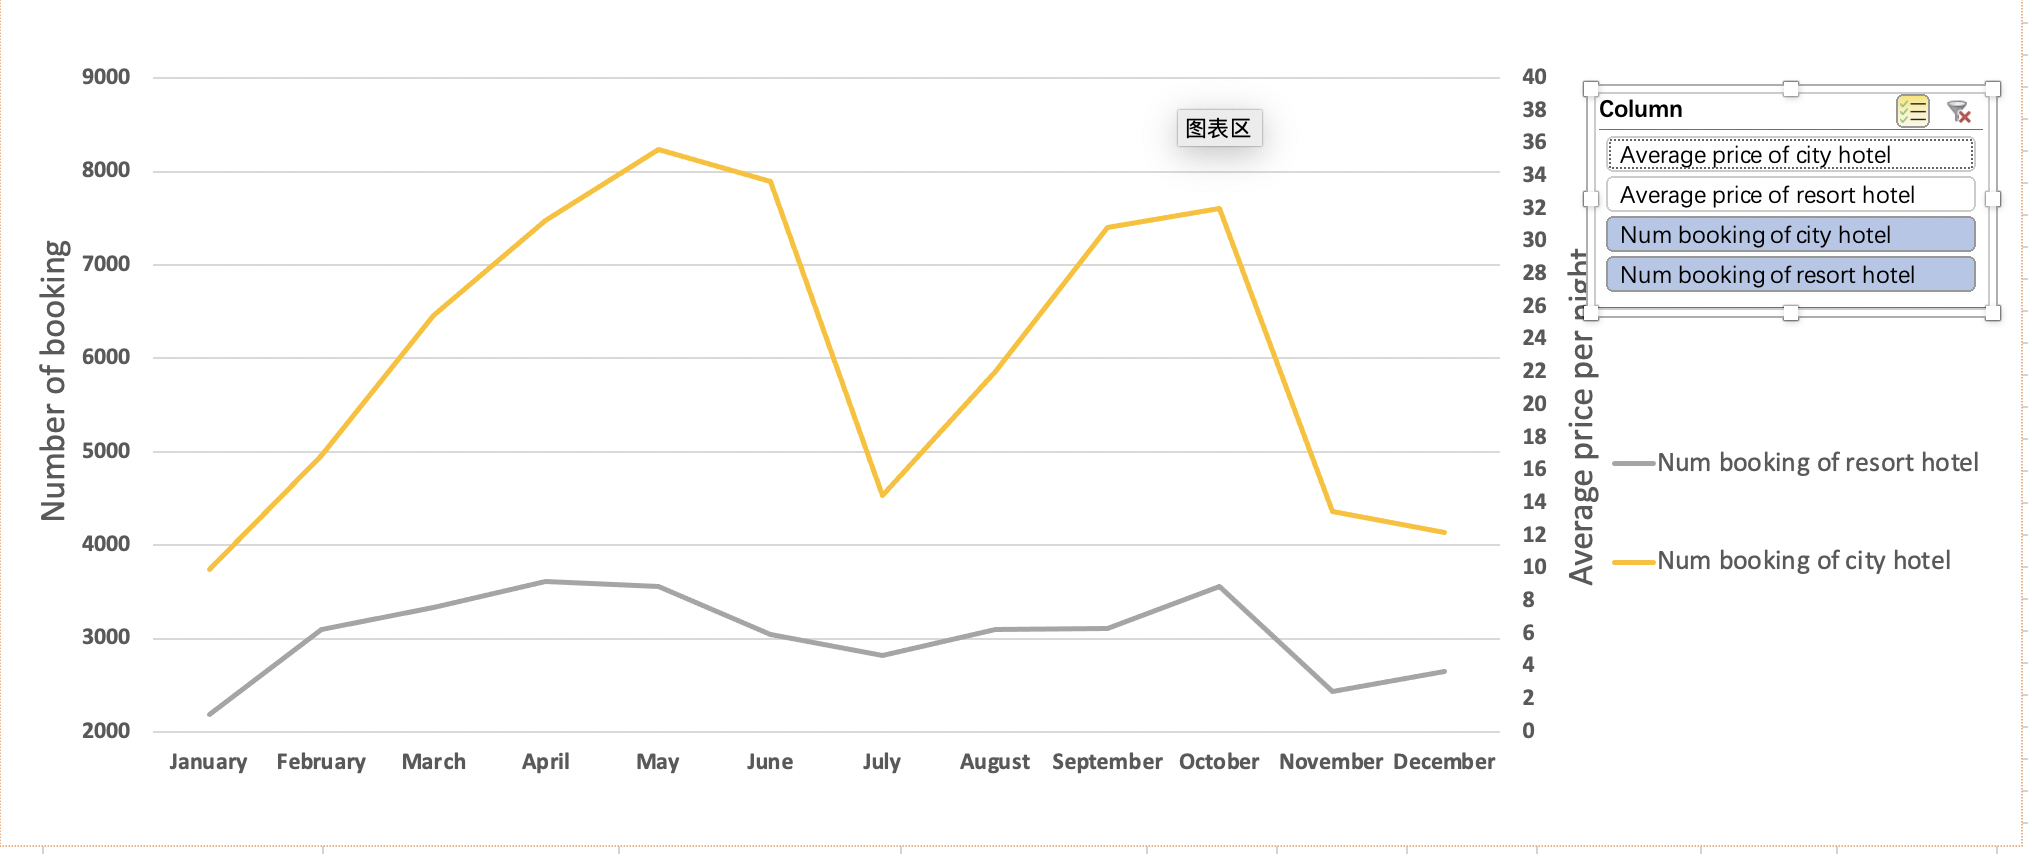 9000
8000
7000
6000
5000
4000
3000
2000
Number of booking
January February March April May June July August September October November December
图表区
40
38
36
34
32
30
28
26
24
22
20
18
16
14
12
10
8
6
4
2
0
Average price per night
Column
Average price of city hotel
Average price of resort hotel
Num booking of city hotel
Num booking of resort hotel
Num booking of resort hotel
Num booking of city hotel